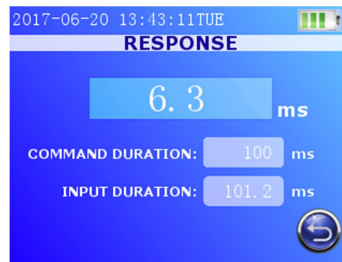 2017-06-20 13:43:11TUE
RESPONSE
6.3 ms
COMMAND DURATION: 100 ms
INPUT DURATION: 101.2 ms